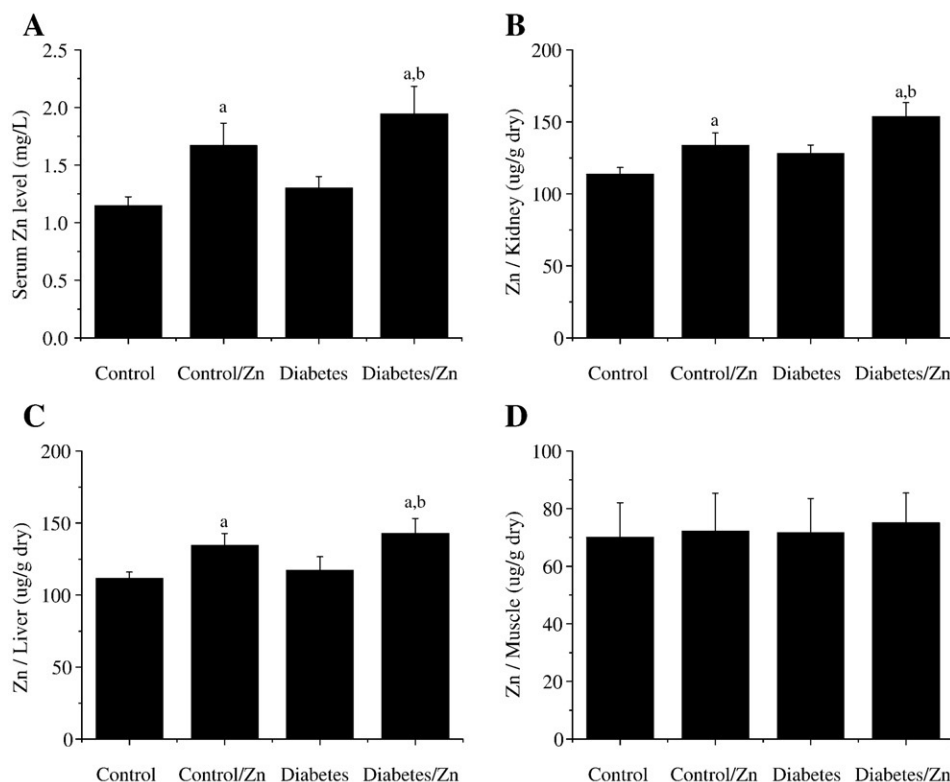 A
Serum Zn level (mg/L)
2.5
2.0
1.5
1.0
0.5
0.0
a
a,b
Control Control/Zn Diabetes Diabetes/Zn
B
Zn / Kidney (ug/g dry)
200
150
100
50
0
a
a,b
Control Control/Zn Diabetes Diabetes/Zn
C
Zn / Liver (ug/g dry)
200
150
100
50
0
a
a,b
Control Control/Zn Diabetes Diabetes/Zn
D
Zn / Muscle (ug/g dry)
100
80
60
40
20
0
Control Control/Zn Diabetes Diabetes/Zn